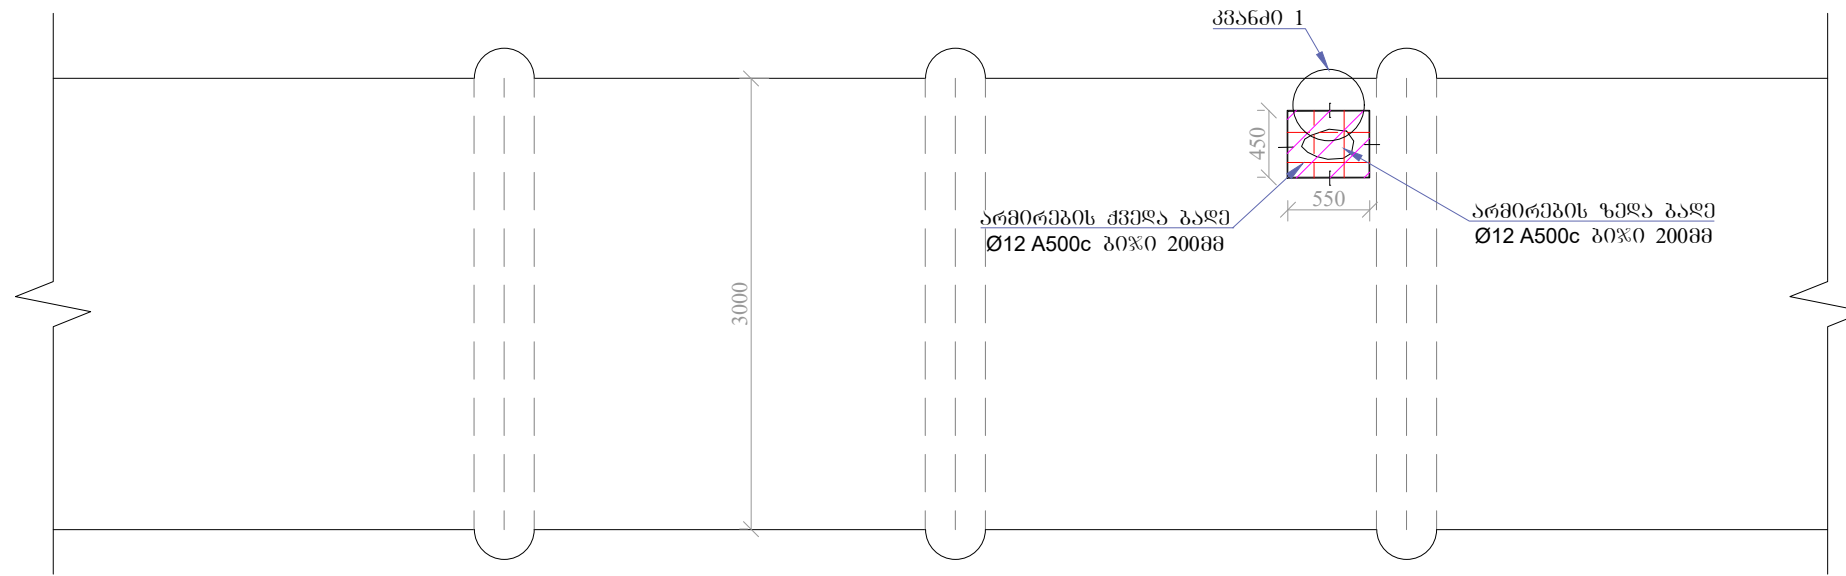 კვანძი 1
450
550
არმირების ქვედა ბადე
Ø12 A500c ბიჯი 200მმ
არმირების ზედა ბადე
Ø12 A500c ბიჯი 200მმ
3000